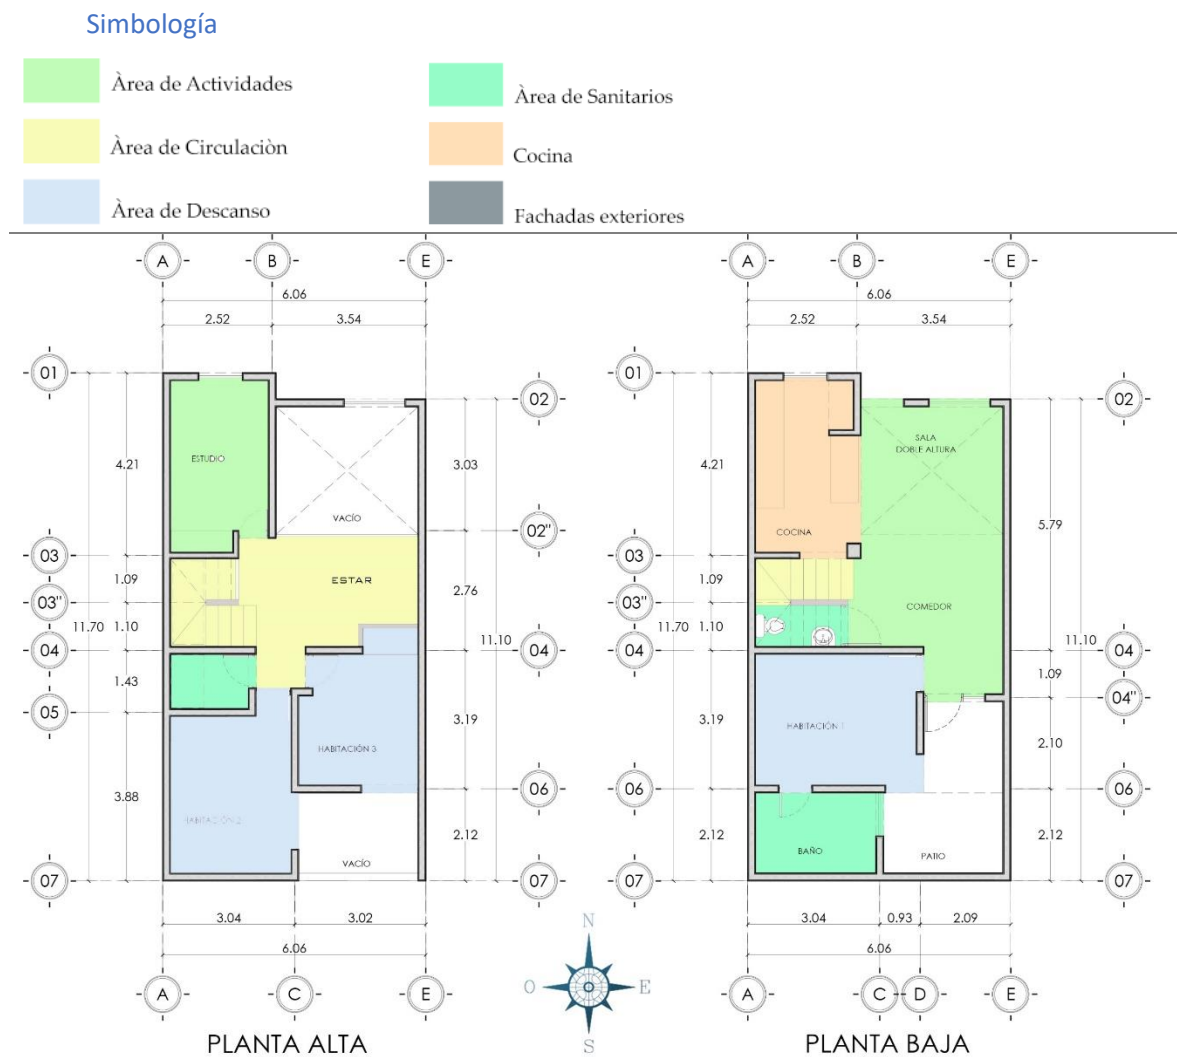 Simbología
Àrea de Actividades
Àrea de Sanitarios
Àrea de Circulaciòn
Cocina
Àrea de Descanso
Fachadas exteriores
A B E
6.06
2.52 3.54
01
02
4.21
3.03
ESTUDIO
VACÍO
02"
03
1.09
ESTAR
2.76
03"
11.70
1.10
11.10
04
04
1.43
05
3.19
HABITACIÓN 3
3.88
06
HABITACIÓN 2
2.12
VACÍO
07
07
3.04 3.02
6.06
A C E
PLANTA ALTA
N
O E
S
A B E
6.06
2.52 3.54
01
02
SALA
DOBLE ALTURA
4.21
5.79
COCINA
03
1.09
03"
COMEDOR
11.70
1.10
11.10
04
04
1.09
04"
3.19
HABITACIÓN 1
2.10
06
06
2.12
2.12
BAÑO
PATIO
07
07
3.04 0.93 2.09
6.06
A C D E
PLANTA BAJA